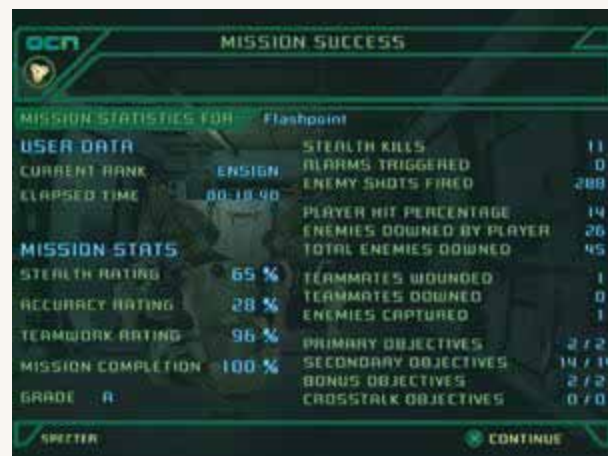 OCN
MISSION SUCCESS
MISSION STATISTICS FOR Flashpoint
USER DATA
CURRENT RANK ENSIGN
ELAPSED TIME
MISSION STATS
STEALTH RATING 65 %
ACCURACY RATING 28 %
TEAMWORK RATING 96 %
MISSION COMPLETION 100 %
GRADE A
STEALTH KILLS 11
ALARMS TRIGGERED 0
ENEMY SHOTS FIRED 288
PLAYER HIT PERCENTAGE 14
ENEMIES DOWNED BY PLAYER 26
TOTAL ENEMIES DOWNED 45
TEAMMATES WOUNDED 1
TEAMMATES DOWNED 0
ENEMIES CAPTURED 1
PRIMARY OBJECTIVES 2 / 2
SECONDARY OBJECTIVES 14 / 14
BONUS OBJECTIVES 2 / 2
CROSSTALK OBJECTIVES 0 / 0
SPECTER
CONTINUE